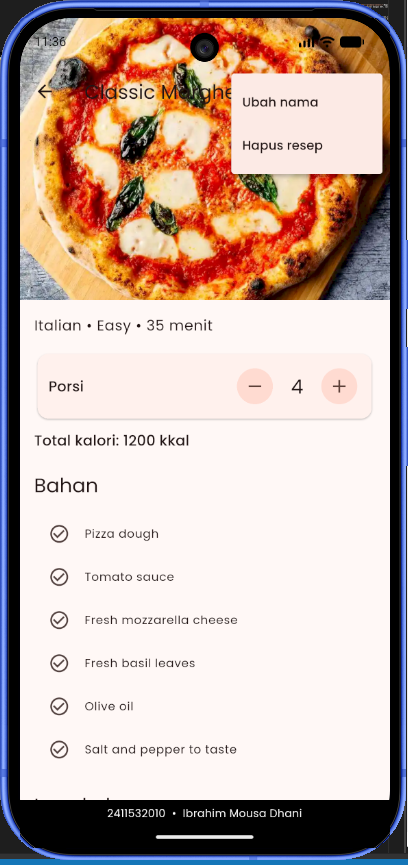 11:36
Classic Marghe
Ubah nama
Hapus resep
Italian • Easy • 35 menit
Porsi
4
Total kalori: 1200 kkal
Bahan
Pizza dough
Tomato sauce
Fresh mozzarella cheese
Fresh basil leaves
Olive oil
Salt and pepper to taste
2411532010 • Ibrahim Mousa Dhani